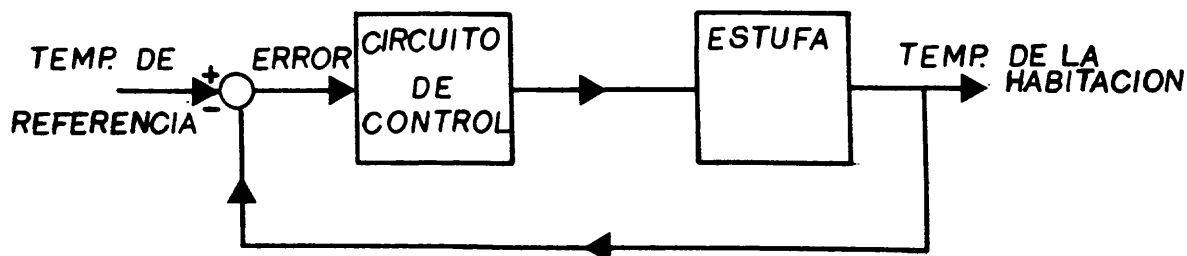 TEMP. DE
REFERENCIA
+
-
ERROR
CIRCUITO
DE
CONTROL
ESTUFA
TEMP. DE LA
HABITACION